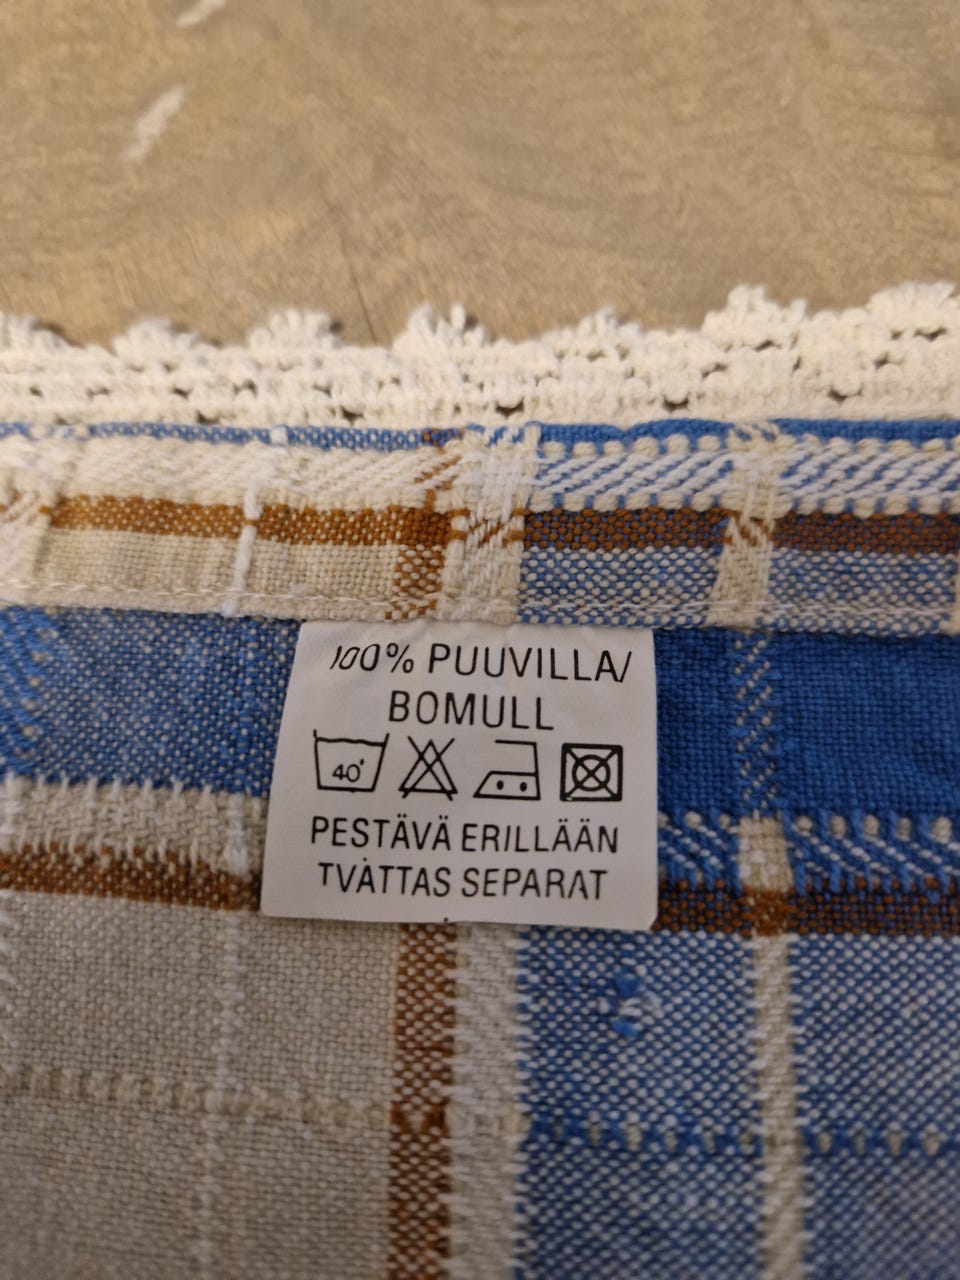 100% PUUVILLA/
BOMULL
40°
PESTÄVÄ ERILLÄÄN
TVÄTTAS SEPARAT